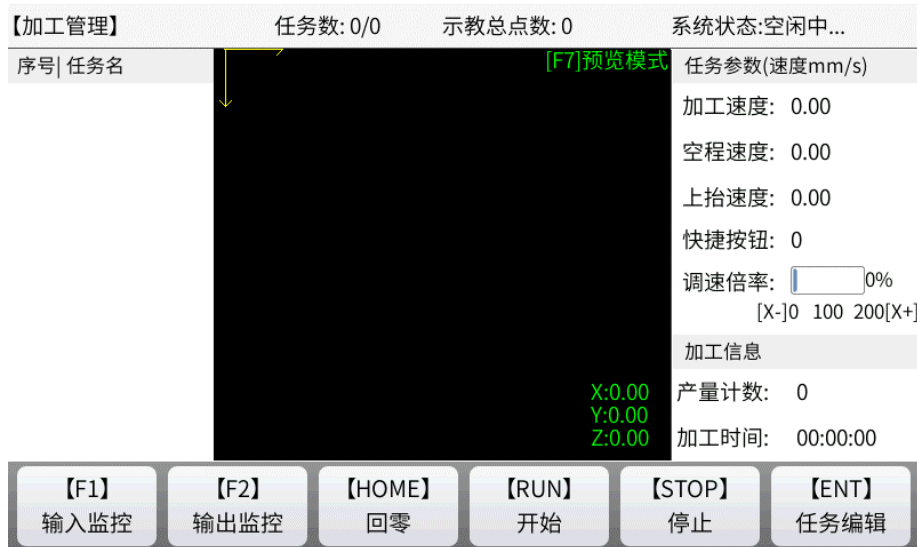 【加工管理】 任务数: 0/0 示教总点数: 0 系统状态:空闲中...
序号| 任务名
[F7]预览模式
任务参数(速度mm/s)
加工速度: 0.00
空程速度: 0.00
上抬速度: 0.00
快捷按钮: 0
调速倍率: 0%
[X-]0 100 200[X+]
加工信息
X:0.00
Y:0.00
Z:0.00
产量计数: 0
加工时间: 00:00:00
【F1】 【F2】 【HOME】 【RUN】 【STOP】 【ENT】
输入监控 输出监控 回零 开始 停止 任务编辑